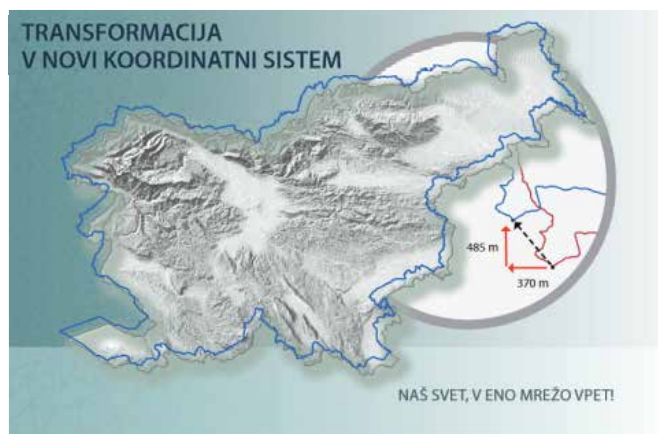 TRANSFORMACIJA
V NOVI KOORDINATNI SISTEM
485 m
370 m
NAŠ SVET, V ENO MREŽO VPET!